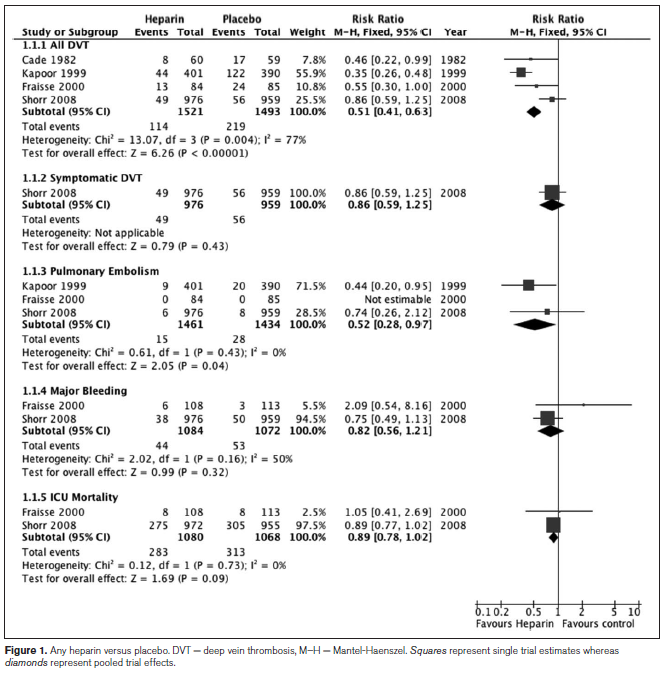 Heparin Placebo Risk Ratio Risk Ratio
Study or Subgroup Events Total Events Total Weight M-H, Fixed, 95% CI Year M-H, Fixed, 95% CI
1.1.1 All DVT
Cade 1982 8 60 17 59 7.8% 0.46 [0.22, 0.99] 1982
Kapoor 1999 44 401 122 390 55.9% 0.35 [0.26, 0.48] 1999
Fraisse 2000 13 84 24 85 10.8% 0.55 [0.30, 1.00] 2000
Shorr 2008 49 976 56 959 25.5% 0.86 [0.59, 1.25] 2008
Subtotal (95% CI) 1521 1493 100.0% 0.51 [0.41, 0.63]
Total events 114 219
Heterogeneity: Chi² = 13.07, df = 3 (P = 0.004); I² = 77%
Test for overall effect: Z = 6.26 (P < 0.00001)
1.1.2 Symptomatic DVT
Shorr 2008 49 976 56 959 100.0% 0.86 [0.59, 1.25] 2008
Subtotal (95% CI) 976 959 100.0% 0.86 [0.59, 1.25]
Total events 49 56
Heterogeneity: Not applicable
Test for overall effect: Z = 0.79 (P = 0.43)
1.1.3 Pulmonary Embolism
Kapoor 1999 9 401 20 390 71.5% 0.44 [0.20, 0.95] 1999
Fraisse 2000 0 84 0 85 Not estimable 2000
Shorr 2008 6 976 8 959 28.5% 0.74 [0.26, 2.12] 2008
Subtotal (95% CI) 1461 1434 100.0% 0.52 [0.28, 0.97]
Total events 15 28
Heterogeneity: Chi² = 0.61, df = 1 (P = 0.43); I² = 0%
Test for overall effect: Z = 2.05 (P = 0.04)
1.1.4 Major Bleeding
Fraisse 2000 6 108 3 113 5.5% 2.09 [0.54, 8.16] 2000
Shorr 2008 38 976 50 959 94.5% 0.75 [0.49, 1.13] 2008
Subtotal (95% CI) 1084 1072 100.0% 0.82 [0.56, 1.21]
Total events 44 53
Heterogeneity: Chi² = 2.02, df = 1 (P = 0.16); I² = 50%
Test for overall effect: Z = 0.99 (P = 0.32)
1.1.5 ICU Mortality
Fraisse 2000 8 108 8 113 2.5% 1.05 [0.41, 2.69] 2000
Shorr 2008 275 972 305 955 97.5% 0.89 [0.77, 1.02] 2008
Subtotal (95% CI) 1080 1068 100.0% 0.89 [0.78, 1.02]
Total events 283 313
Heterogeneity: Chi² = 0.12, df = 1 (P = 0.73); I² = 0%
Test for overall effect: Z = 1.69 (P = 0.09)
0.1 0.2 0.5 1 2 5 10
Favours Heparin Favours control
Figure 1. Any heparin versus placebo. DVT — deep vein thrombosis, M–H — Mantel-Haenszel. Squares represent single trial estimates whereas
diamonds represent pooled trial effects.